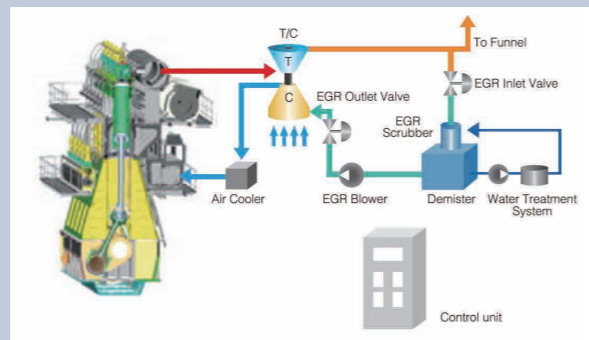 T/C
T
To Funnel
C
EGR Inlet Valve
EGR Outlet Valve
EGR
Scrubber
Air Cooler
EGR Blower
Demister
Water Treatment
System
Control unit